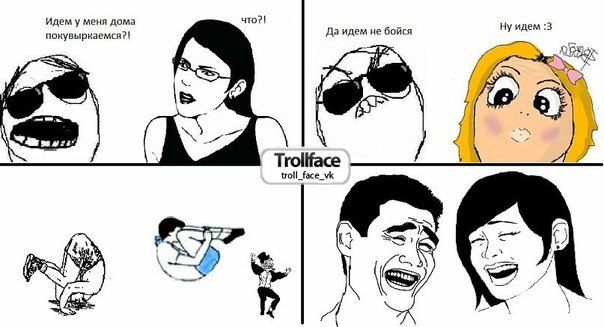 Идем у меня дома
покувыркаемся?!
что?!
Да идем не бойся
Ну идем :3
Trollface
troll_face_vk